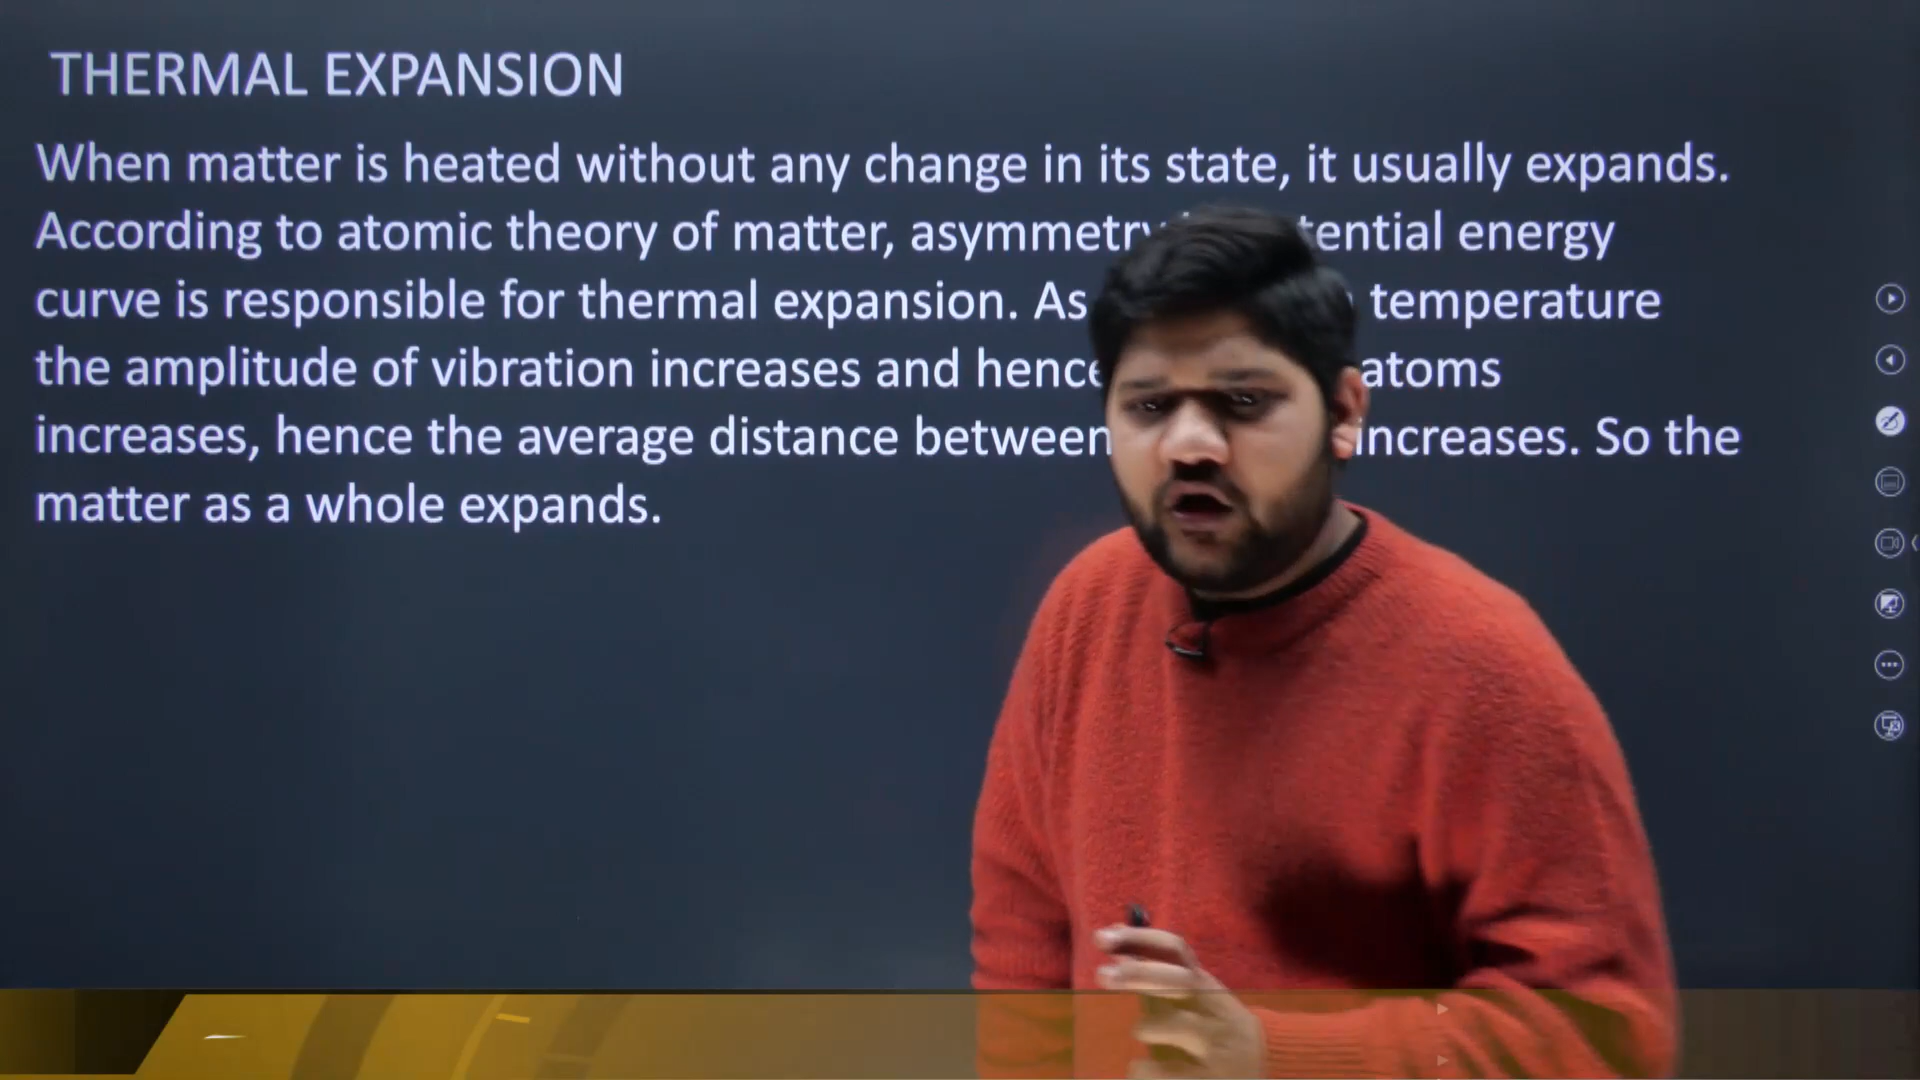 THERMAL EXPANSION
When matter is heated without any change in its state, it usually expands.
According to atomic theory of matter, asymmetry energy
curve is responsible for thermal expansion. As temperature
the amplitude of vibration increases and hence atoms
increases, hence the average distance between increases. So the
matter as a whole expands.